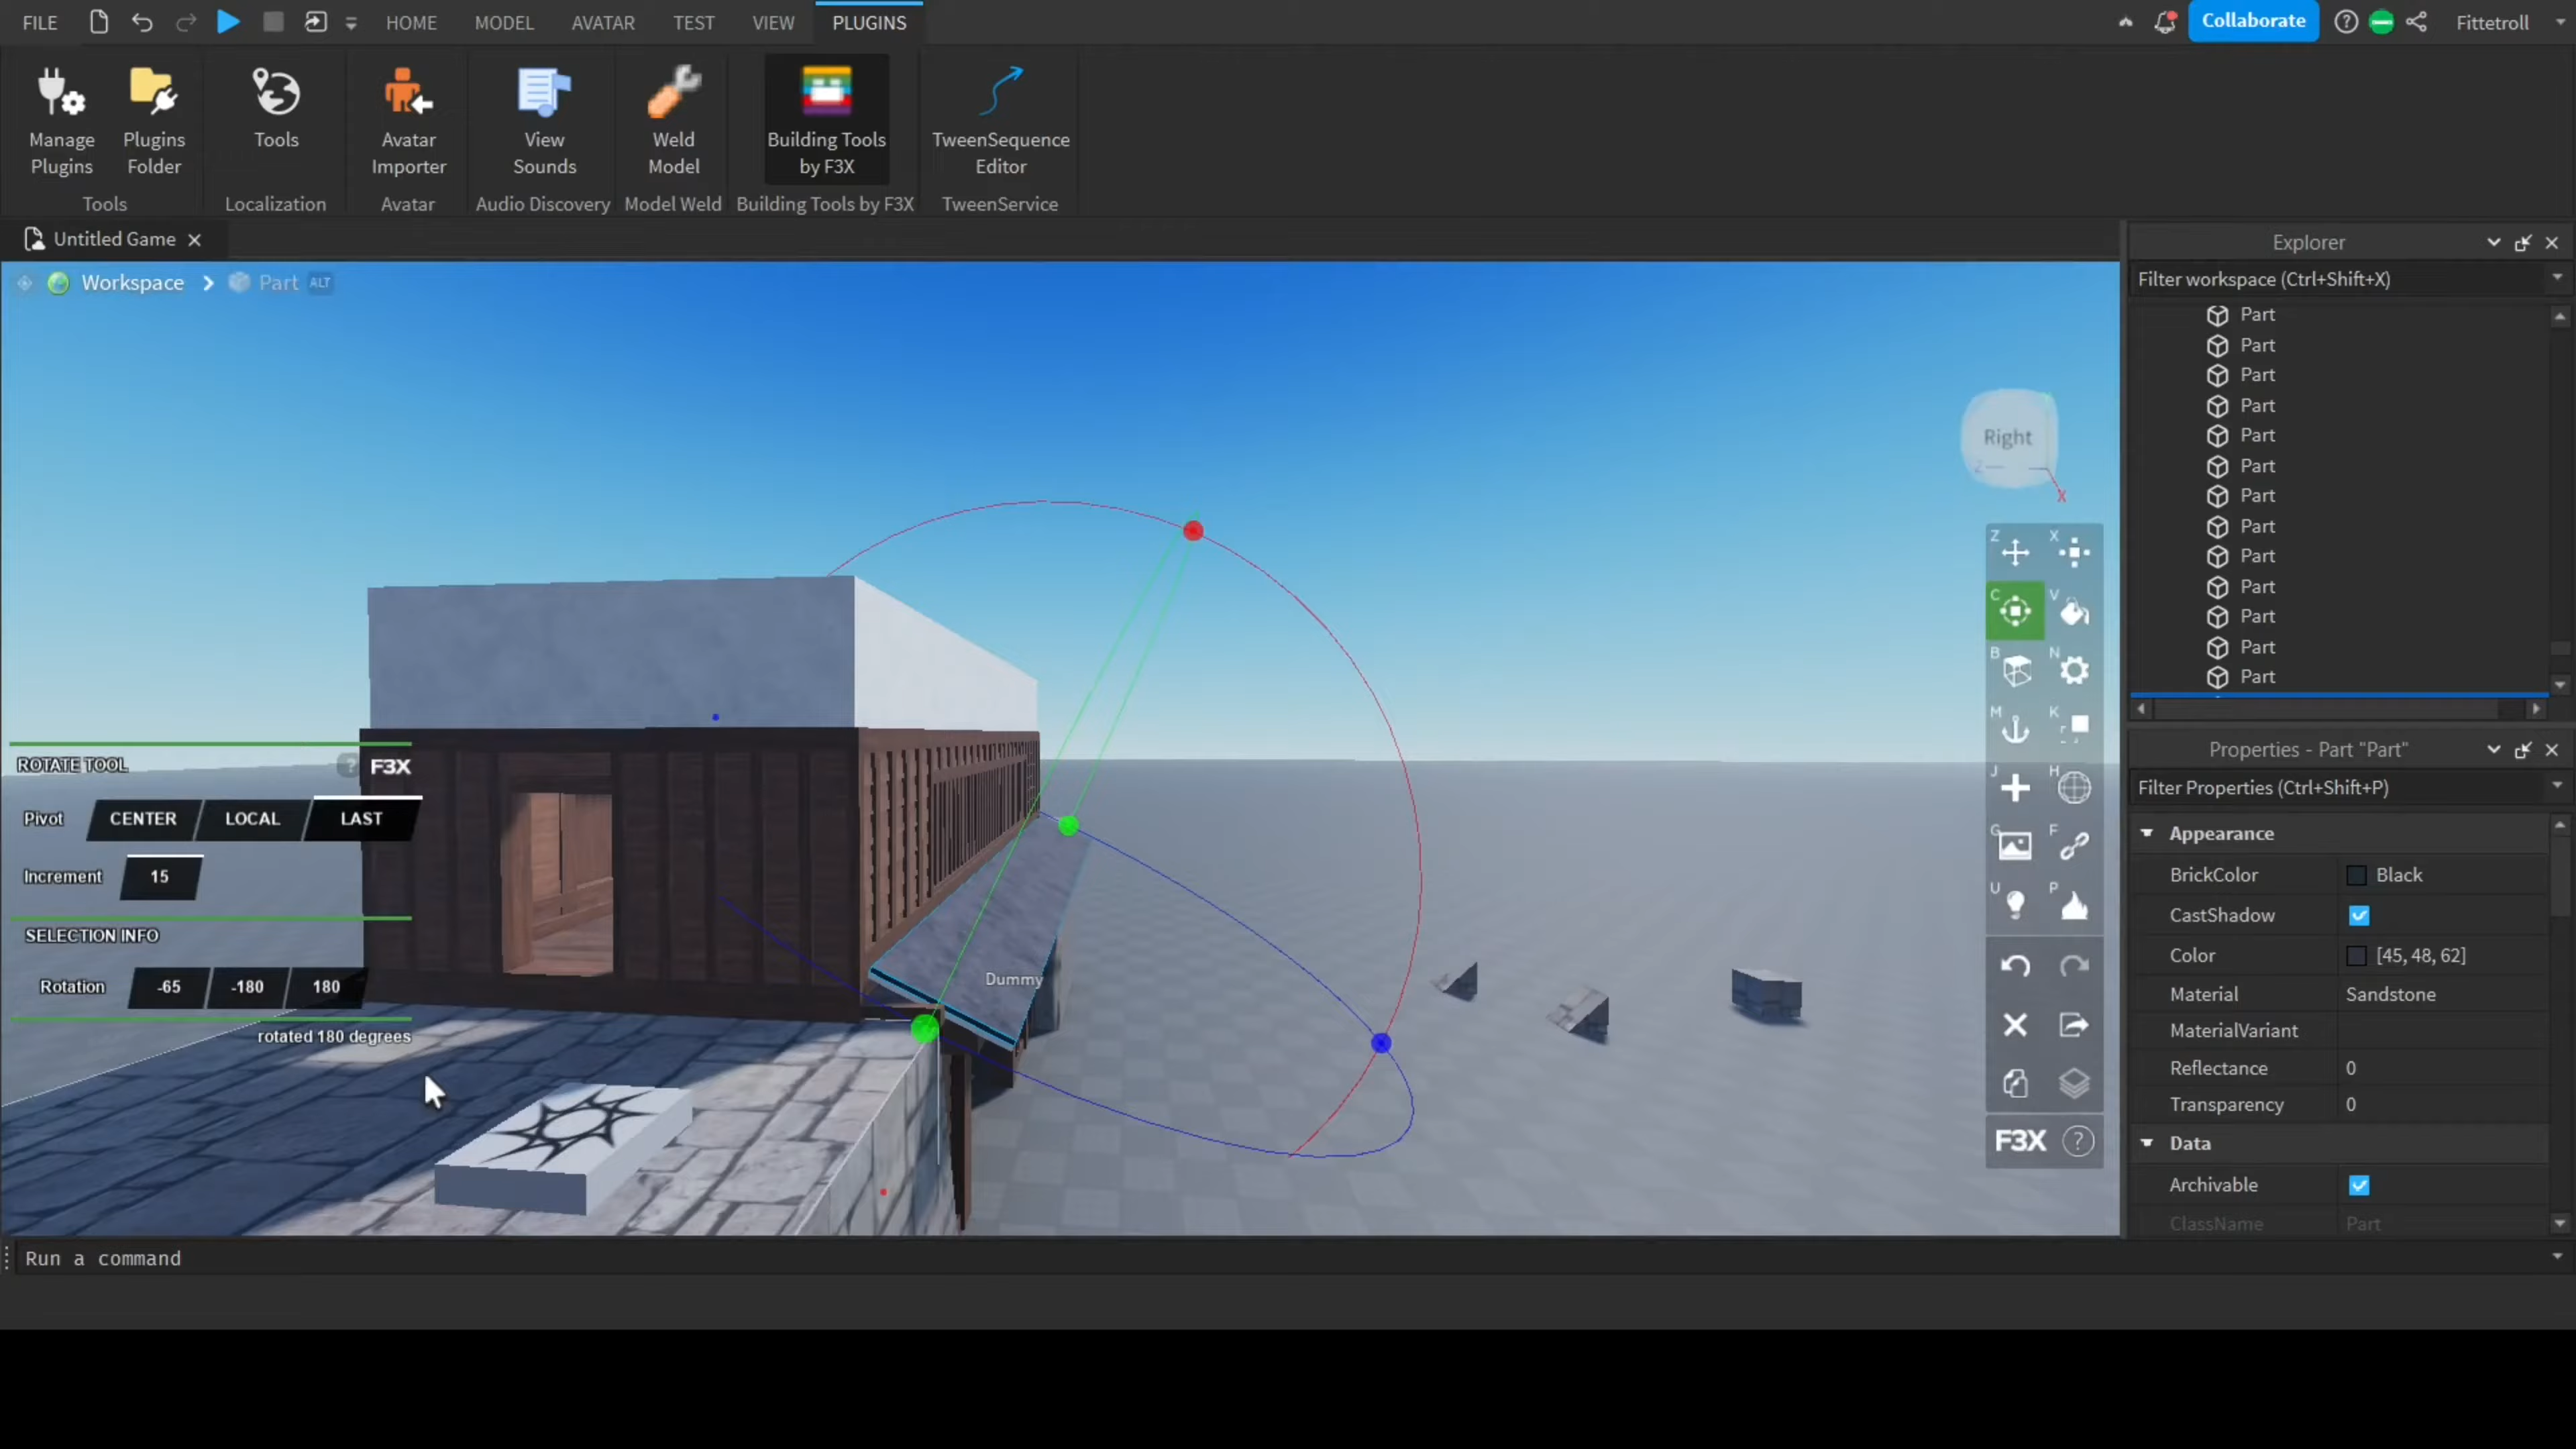 FILE HOME MODEL AVATAR TEST VIEW PLUGINS Collaborate Fittetroll
Manage Plugins
Plugins Folder
Tools
Avatar Importer
View Sounds
Weld Model
Building Tools by F3X
TweenSequence Editor
Tools Localization Avatar Audio Discovery Model Weld Building Tools by F3X TweenService
Untitled Game
Workspace Part ALT
Right
Z
X
Dummy
ROTATE TOOL F3X
Pivot CENTER LOCAL LAST
Increment 15
SELECTION INFO
Rotation -65 -180 180
rotated 180 degrees
Z X
C V
B N
M K
J H
G F
U P
F3X ?
Explorer
Filter workspace (Ctrl+Shift+X)
Part
Part
Part
Part
Part
Part
Part
Part
Part
Part
Part
Part
Part
Properties - Part "Part"
Filter Properties (Ctrl+Shift+P)
Appearance
BrickColor Black
CastShadow
Color [45, 48, 62]
Material Sandstone
MaterialVariant
Reflectance 0
Transparency 0
Data
Archivable
ClassName Part
Run a command